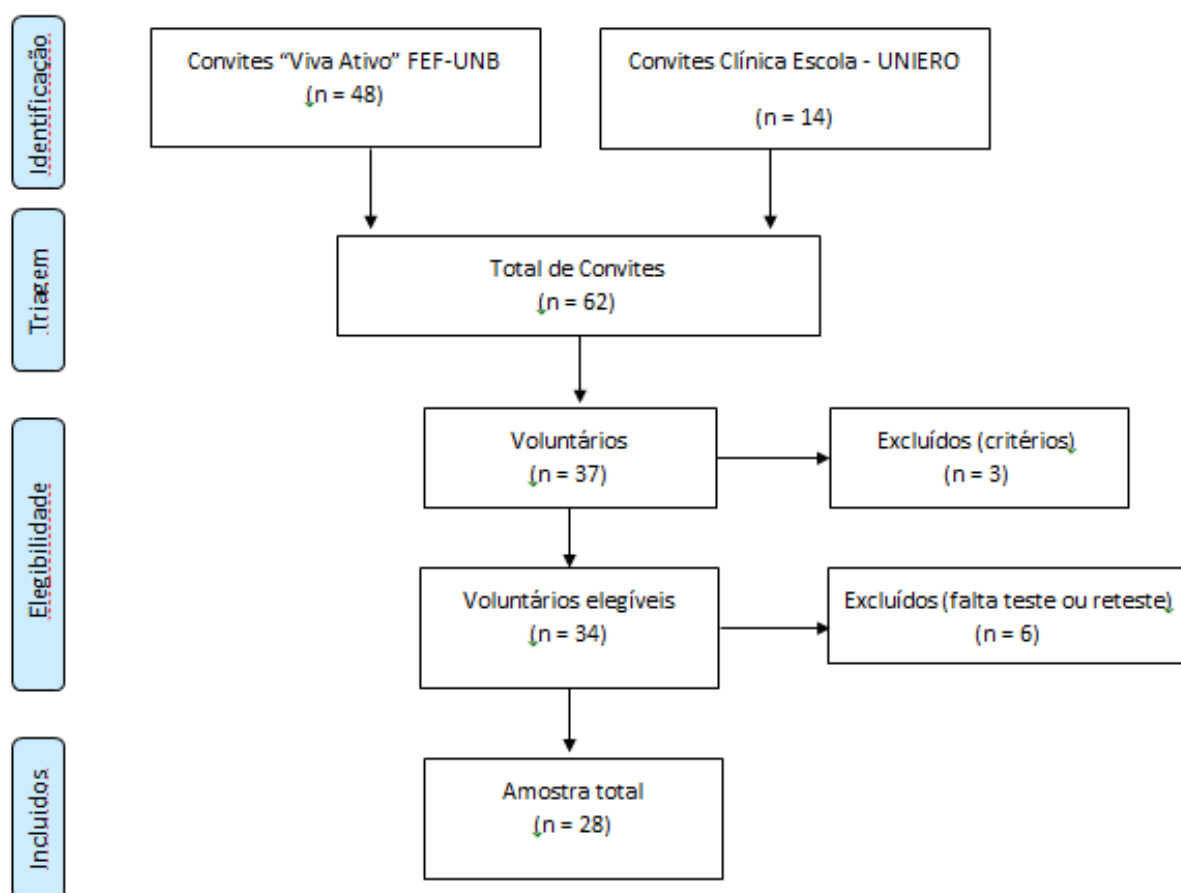 Identificação
Convites “Viva Ativo” FEF-UNB
(n = 48)
Convites Clínica Escola - UNIERO
(n = 14)
Triagem
Total de Convites
(n = 62)
Elegibilidade
Voluntários
(n = 37)
Excluídos (critérios)
(n = 3)
Voluntários elegíveis
(n = 34)
Excluídos (falta teste ou reteste)
(n = 6)
Incluidos
Amostra total
(n = 28)